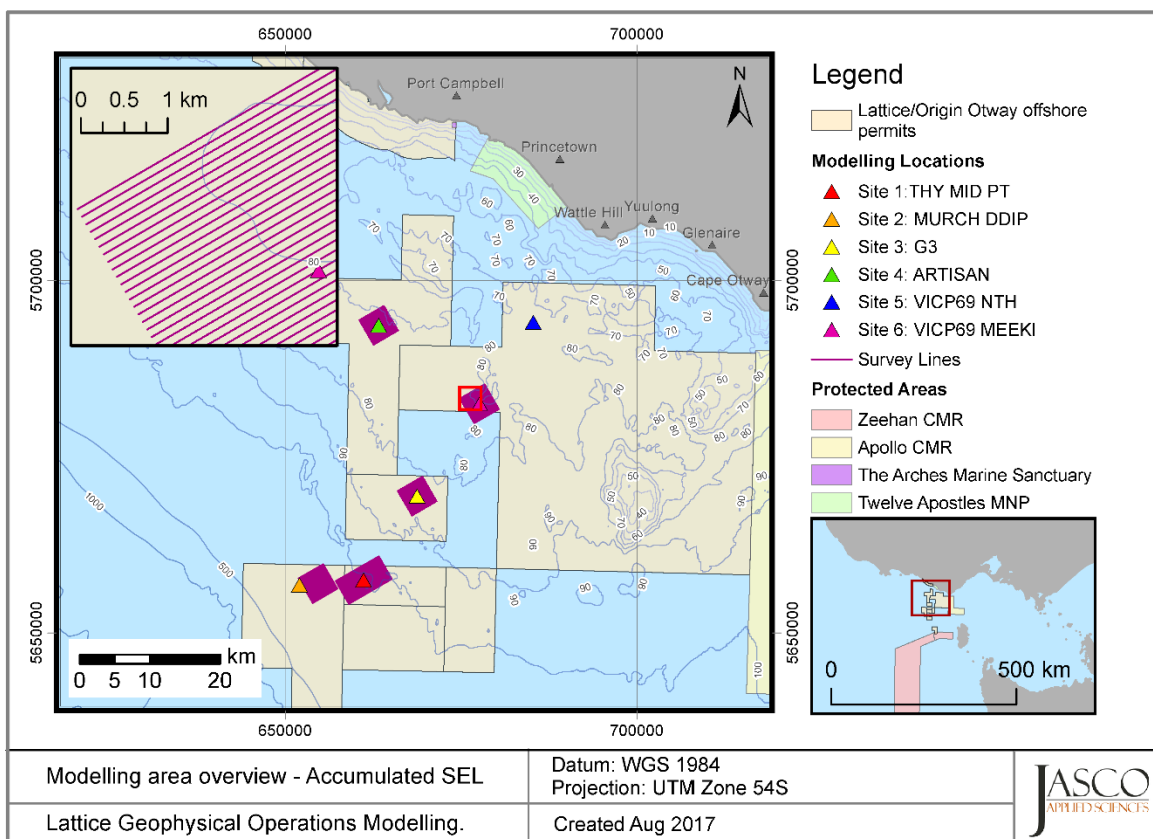 650000
700000
0 0.5 1 km
80
N
Port Campbell
Princetown
Wattle Hill
Yuulong
Glenaire
Cape Otway
5700000
5700000
5650000
5650000
1000
500
km
0 5 10 20
650000
700000
Legend
Lattice/Origin Otway offshore
permits
Modelling Locations
Site 1: THY MID PT
Site 2: MURCH DDIP
Site 3: G3
Site 4: ARTISAN
Site 5: VICP69 NTH
Site 6: VICP69 MEEKI
Survey Lines
Protected Areas
Zeehan CMR
Apollo CMR
The Arches Marine Sanctuary
Twelve Apostles MNP
0 500 km
Modelling area overview - Accumulated SEL
Datum: WGS 1984
Projection: UTM Zone 54S
Lattice Geophysical Operations Modelling.
Created Aug 2017
JASCO
APPLIED SCIENCES